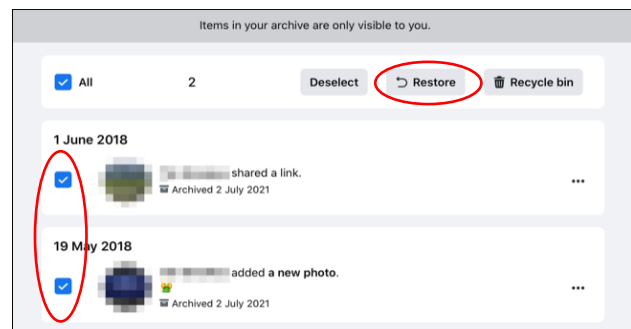 Items in your archive are only visible to you.
All 2 Deselect Restore Recycle bin
1 June 2018
shared a link.
Archived 2 July 2021
19 May 2018
added a new photo.
Archived 2 July 2021